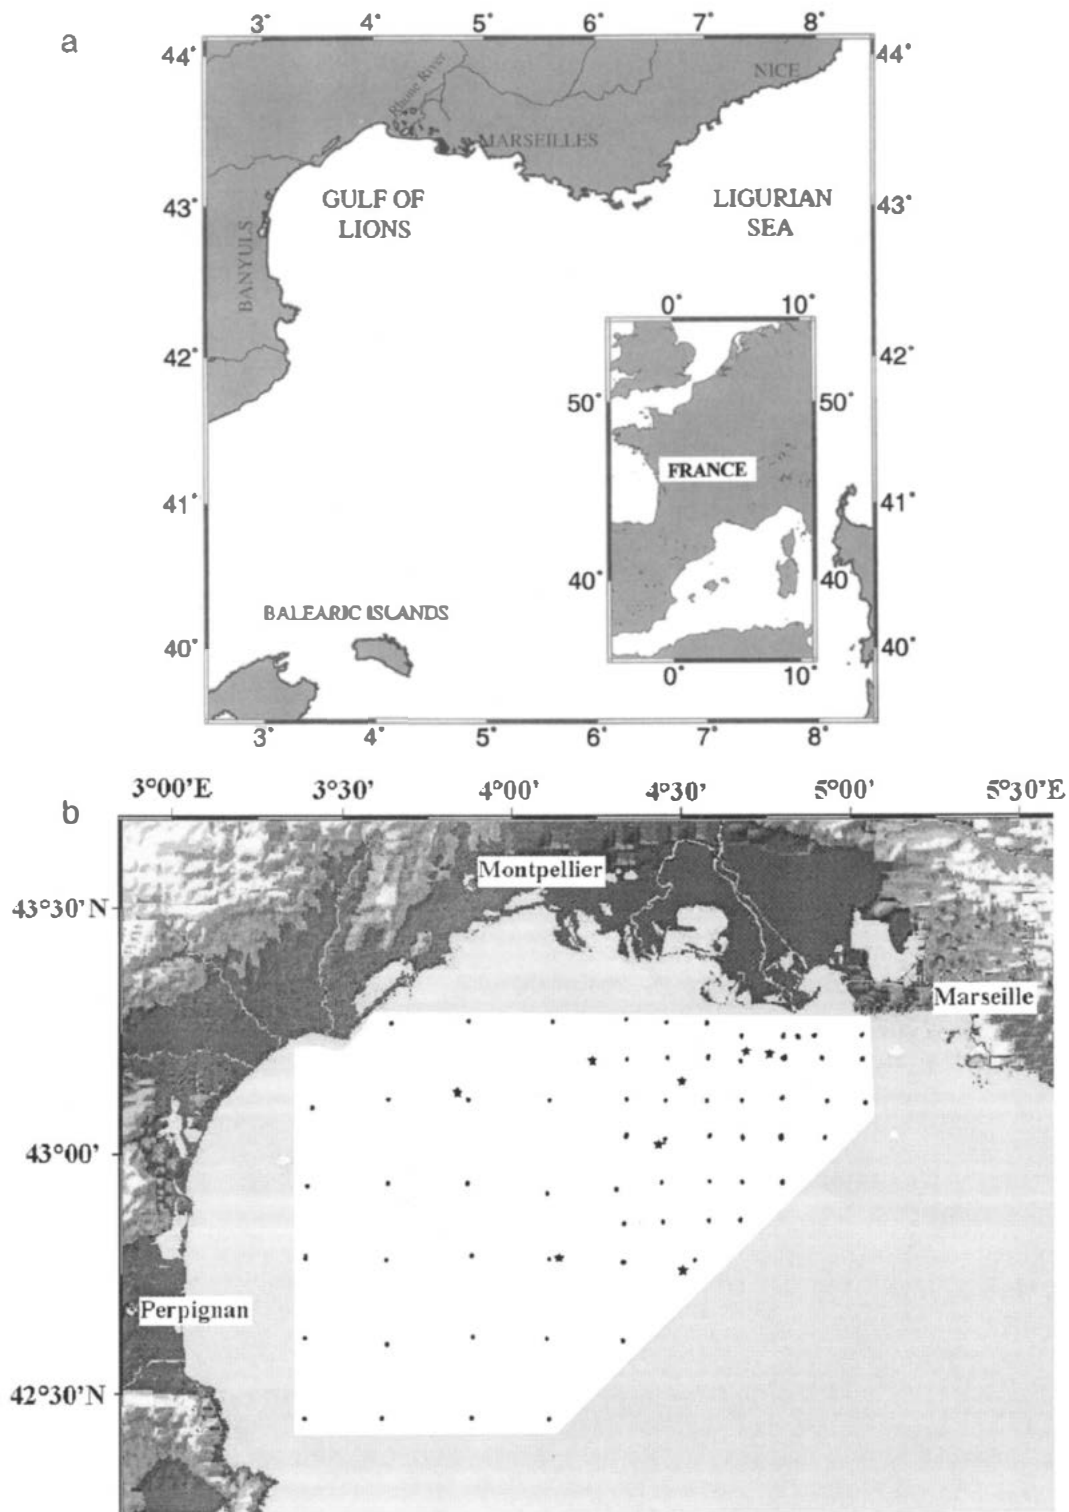 a
3° 4° 5° 6° 7° 8°
44° 44°
NICE
Rhone River
MARSEILLES
GULF OF
LIONS
LIGURIAN
SEA
43° 43°
BANYULS
0° 10°
42° 42°
50° 50°
FRANCE
41° 41°
40° 40°
BALEARIC ISLANDS
40° 40°
0° 10°
3° 4° 5° 6° 7° 8°
b
3°00'E 3°30' 4°00' 4°30' 5°00' 5°30'E
Montpellier
43°30'N
Marseille
43°00'
Perpignan
42°30'N